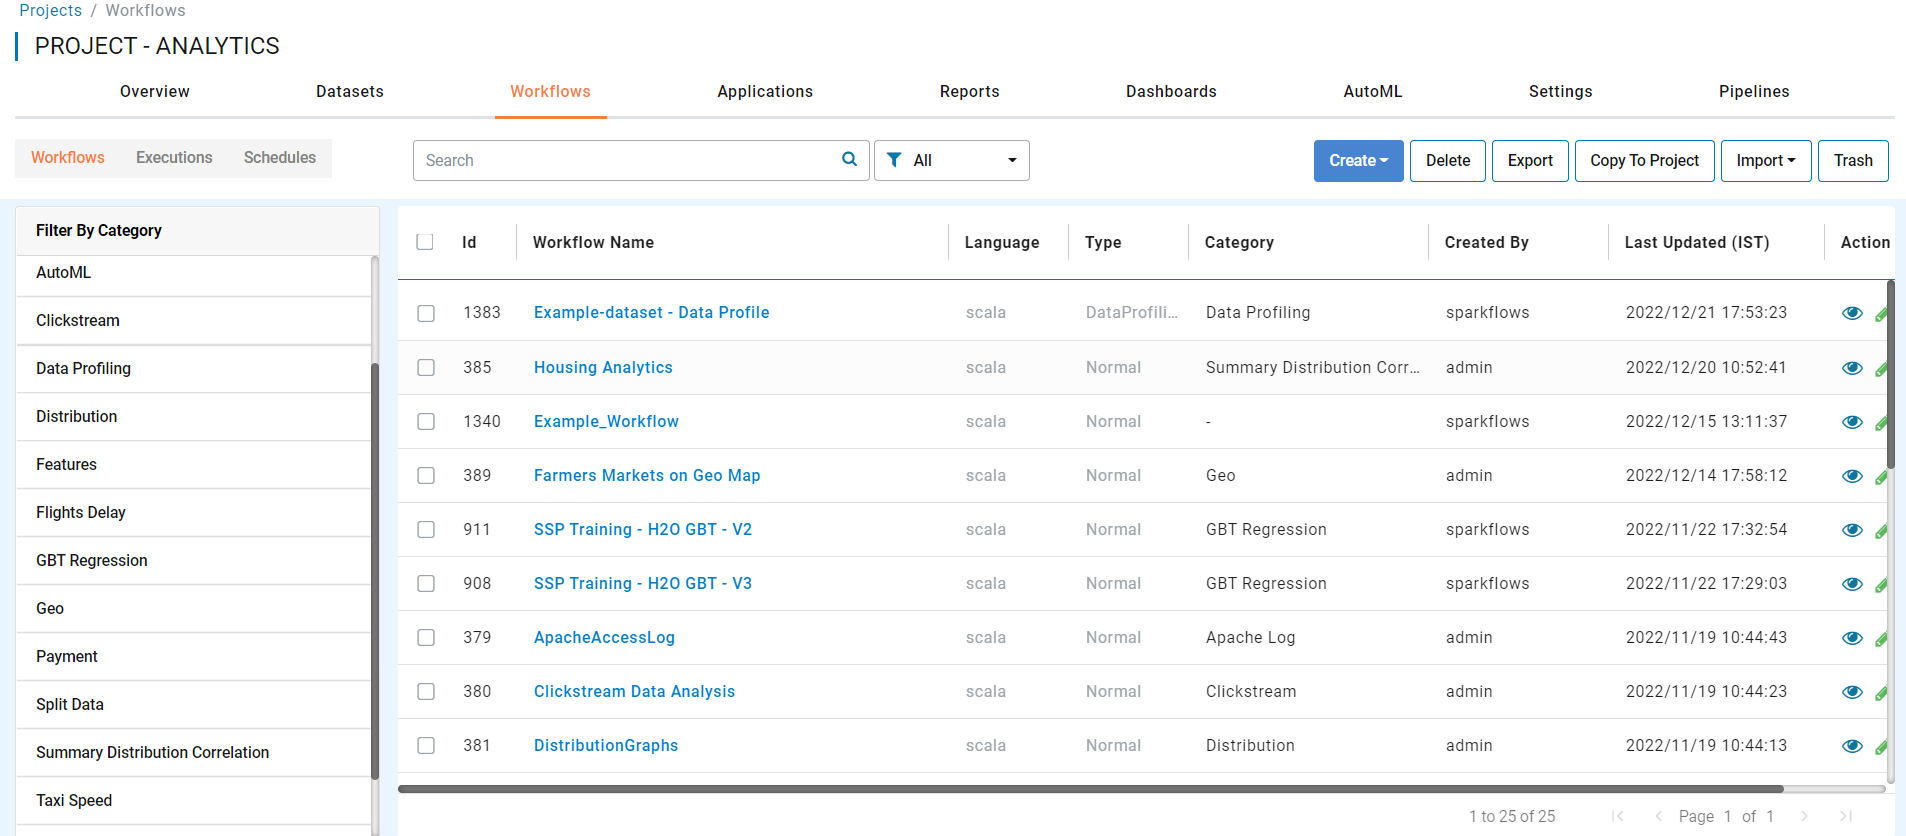 Projects / Workflows
PROJECT - ANALYTICS
Overview Datasets Workflows Applications Reports Dashboards AutoML Settings Pipelines
Workflows Executions Schedules Search All Create Delete Export Copy To Project Import Trash
Filter By Category
AutoML
Clickstream
Data Profiling
Distribution
Features
Flights Delay
GBT Regression
Geo
Payment
Split Data
Summary Distribution Correlation
Taxi Speed
Id Workflow Name Language Type Category Created By Last Updated (IST) Action
1383 Example-dataset - Data Profile scala DataProfili... Data Profiling sparkflows 2022/12/21 17:53:23
385 Housing Analytics scala Normal Summary Distribution Corr... admin 2022/12/20 10:52:41
1340 Example_Workflow scala Normal - sparkflows 2022/12/15 13:11:37
389 Farmers Markets on Geo Map scala Normal Geo admin 2022/12/14 17:58:12
911 SSP Training - H2O GBT - V2 scala Normal GBT Regression sparkflows 2022/11/22 17:32:54
908 SSP Training - H2O GBT - V3 scala Normal GBT Regression sparkflows 2022/11/22 17:29:03
379 ApacheAccessLog scala Normal Apache Log admin 2022/11/19 10:44:43
380 Clickstream Data Analysis scala Normal Clickstream admin 2022/11/19 10:44:23
381 DistributionGraphs scala Normal Distribution admin 2022/11/19 10:44:13
1 to 25 of 25 Page 1 of 1